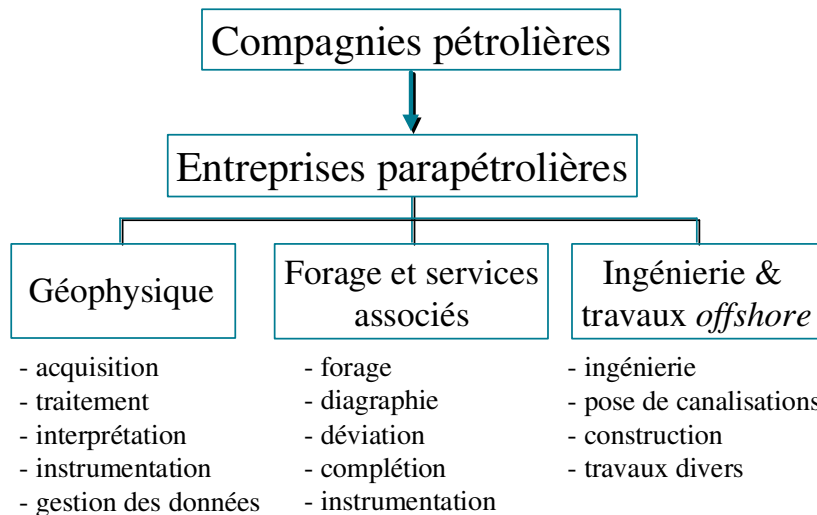 Compagnies pétrolières
Entreprises parapétrolières
Géophysique
- acquisition
- traitement
- interprétation
- instrumentation
- gestion des données
Forage et services
associés
- forage
- diagraphie
- déviation
- complétion
- instrumentation
Ingénierie &
travaux offshore
- ingénierie
- pose de canalisations
- construction
- travaux divers